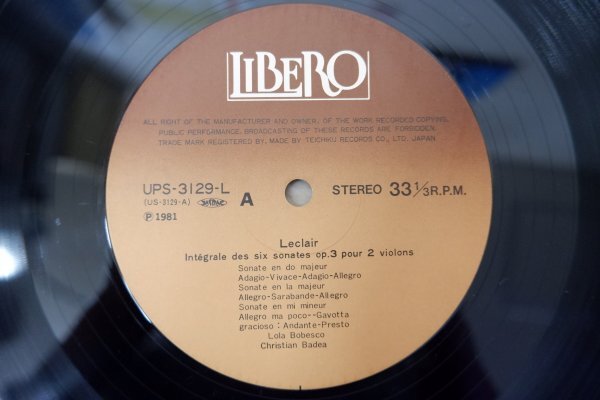 LIBERO
ALL RIGHT OF THE MANUFACTURER AND OWNER, OF THE WORK RECORDED COPYING,
PUBLIC PERFORMANCE, BROADCASTING OF THESE RECORDS ARE FORBIDDEN.
TRADE MARK REGISTERED BY, MADE BY TEICHIKU RECORDS CO., LTD. JAPAN.
UPS-3129-L A STEREO 33 1/3 R.P.M.
(US-3129-A)
Ⓟ 1981
Leclair
Intégrale des six sonates op.3 pour 2 violons
Sonate en do majeur
Adagio-Vivace-Adagio-Allegro
Sonate en la majeur
Allegro-Sarabande-Allegro
Sonate en mi mineur
Allegro ma poco--Gavotta
gracioso : Andante-Presto
Lola Bobesco
Christian Badea